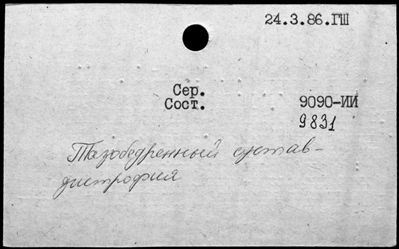 24.3.86.ГШ
Сер.
Сост. 9090-ИИ
9831
Тазобедренный сустав-
дистрофия